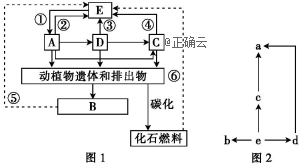 E
① ② ③ ④
A D C
@正确云
动植物遗体和排出物 ⑥
⑤ B 碳化
化石燃料
a
c
b e d
图1 图2